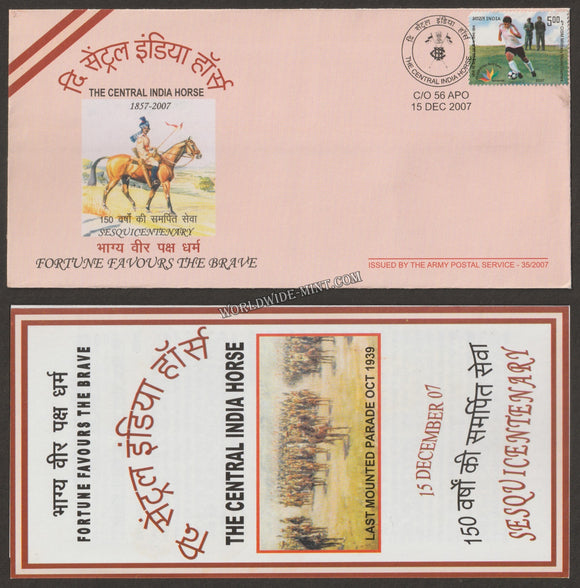 दि सेंट्रल इंडिया हॉर्स
THE CENTRAL INDIA HORSE
1857-2007
150 वर्षों की समर्पित सेवा
SESQUICENTENARY
भाग्य वीर पक्ष धर्म
FORTUNE FAVOURS THE BRAVE
दि सेंट्रल इंडिया हॉर्स
THE CENTRAL INDIA HORSE
C/O 56 APO
15 DEC 2007
भारत INDIA
5.00
ISSUED BY THE ARMY POSTAL SERVICE - 35/2007
WORLDWIDE-MINT.COM
भाग्य वीर पक्ष धर्म
FORTUNE FAVOURS THE BRAVE
दि सेंट्रल इंडिया हॉर्स
THE CENTRAL INDIA HORSE
LAST MOUNTED PARADE OCT 1939
15 DECEMBER 07
150 वर्षों की समर्पित सेवा
SESQUICENTENARY